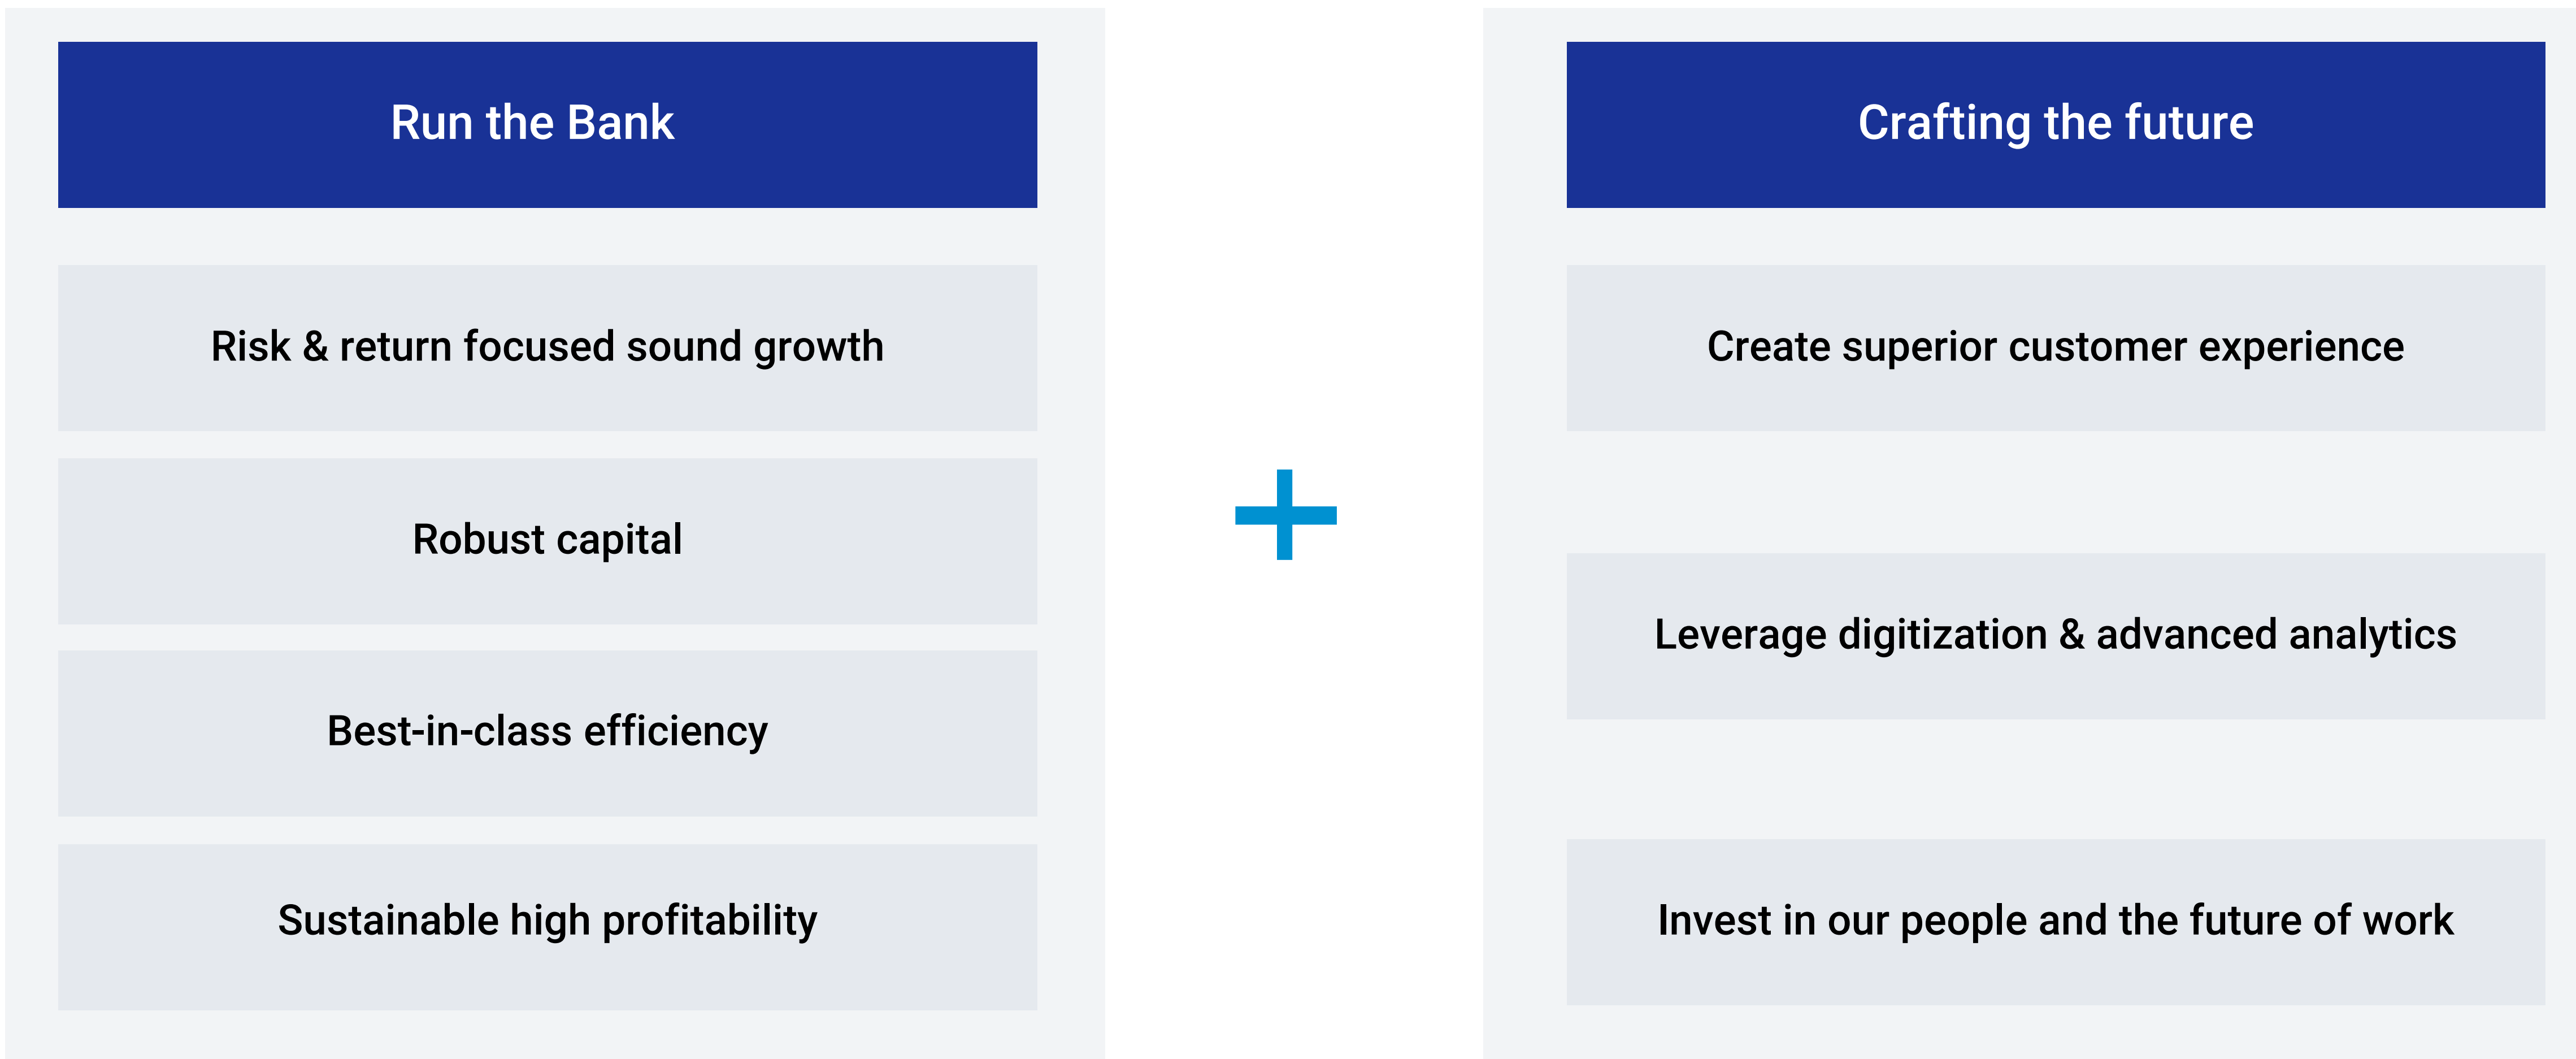 Run the Bank
Risk & return focused sound growth
Robust capital
Best-in-class efficiency
Sustainable high profitability
+
Crafting the future
Create superior customer experience
Leverage digitization & advanced analytics
Invest in our people and the future of work